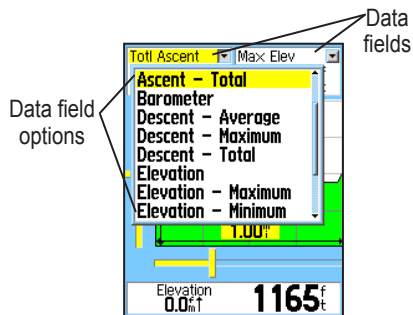 Data
fields
Totl Ascent
Max Elev
Data field
options
Ascent – Total
Barometer
Descent – Average
Descent – Maximum
Descent – Total
Elevation
Elevation – Maximum
Elevation – Minimum
1.00
Elevation
0.0
1165 ft